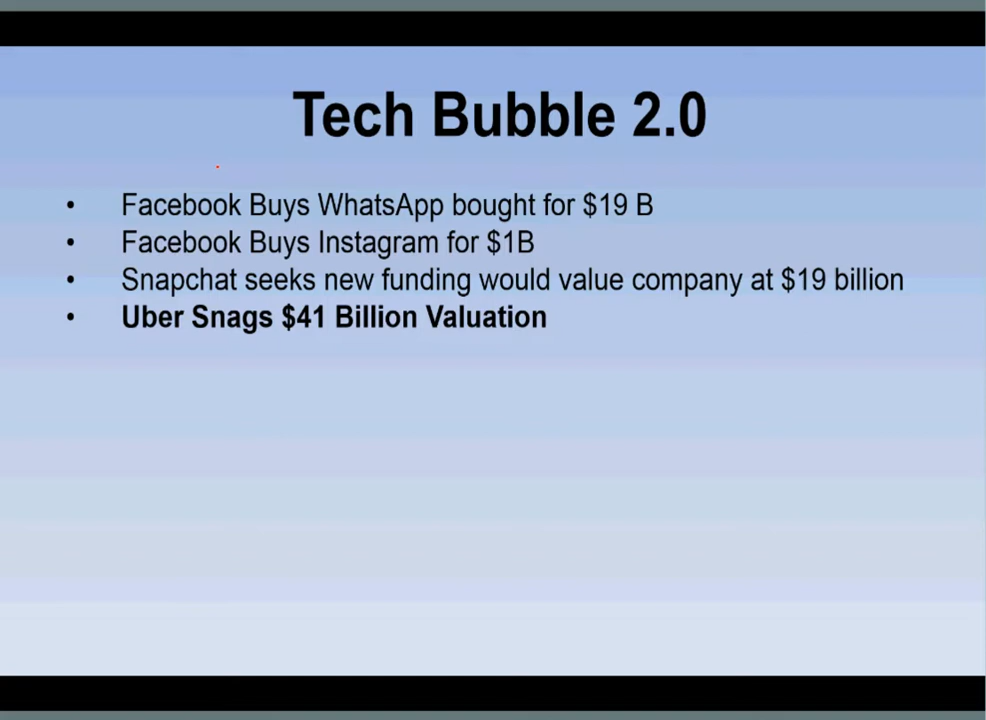 Tech Bubble 2.0
• Facebook Buys WhatsApp bought for $19 B
• Facebook Buys Instagram for $1B
• Snapchat seeks new funding would value company at $19 billion
• Uber Snags $41 Billion Valuation